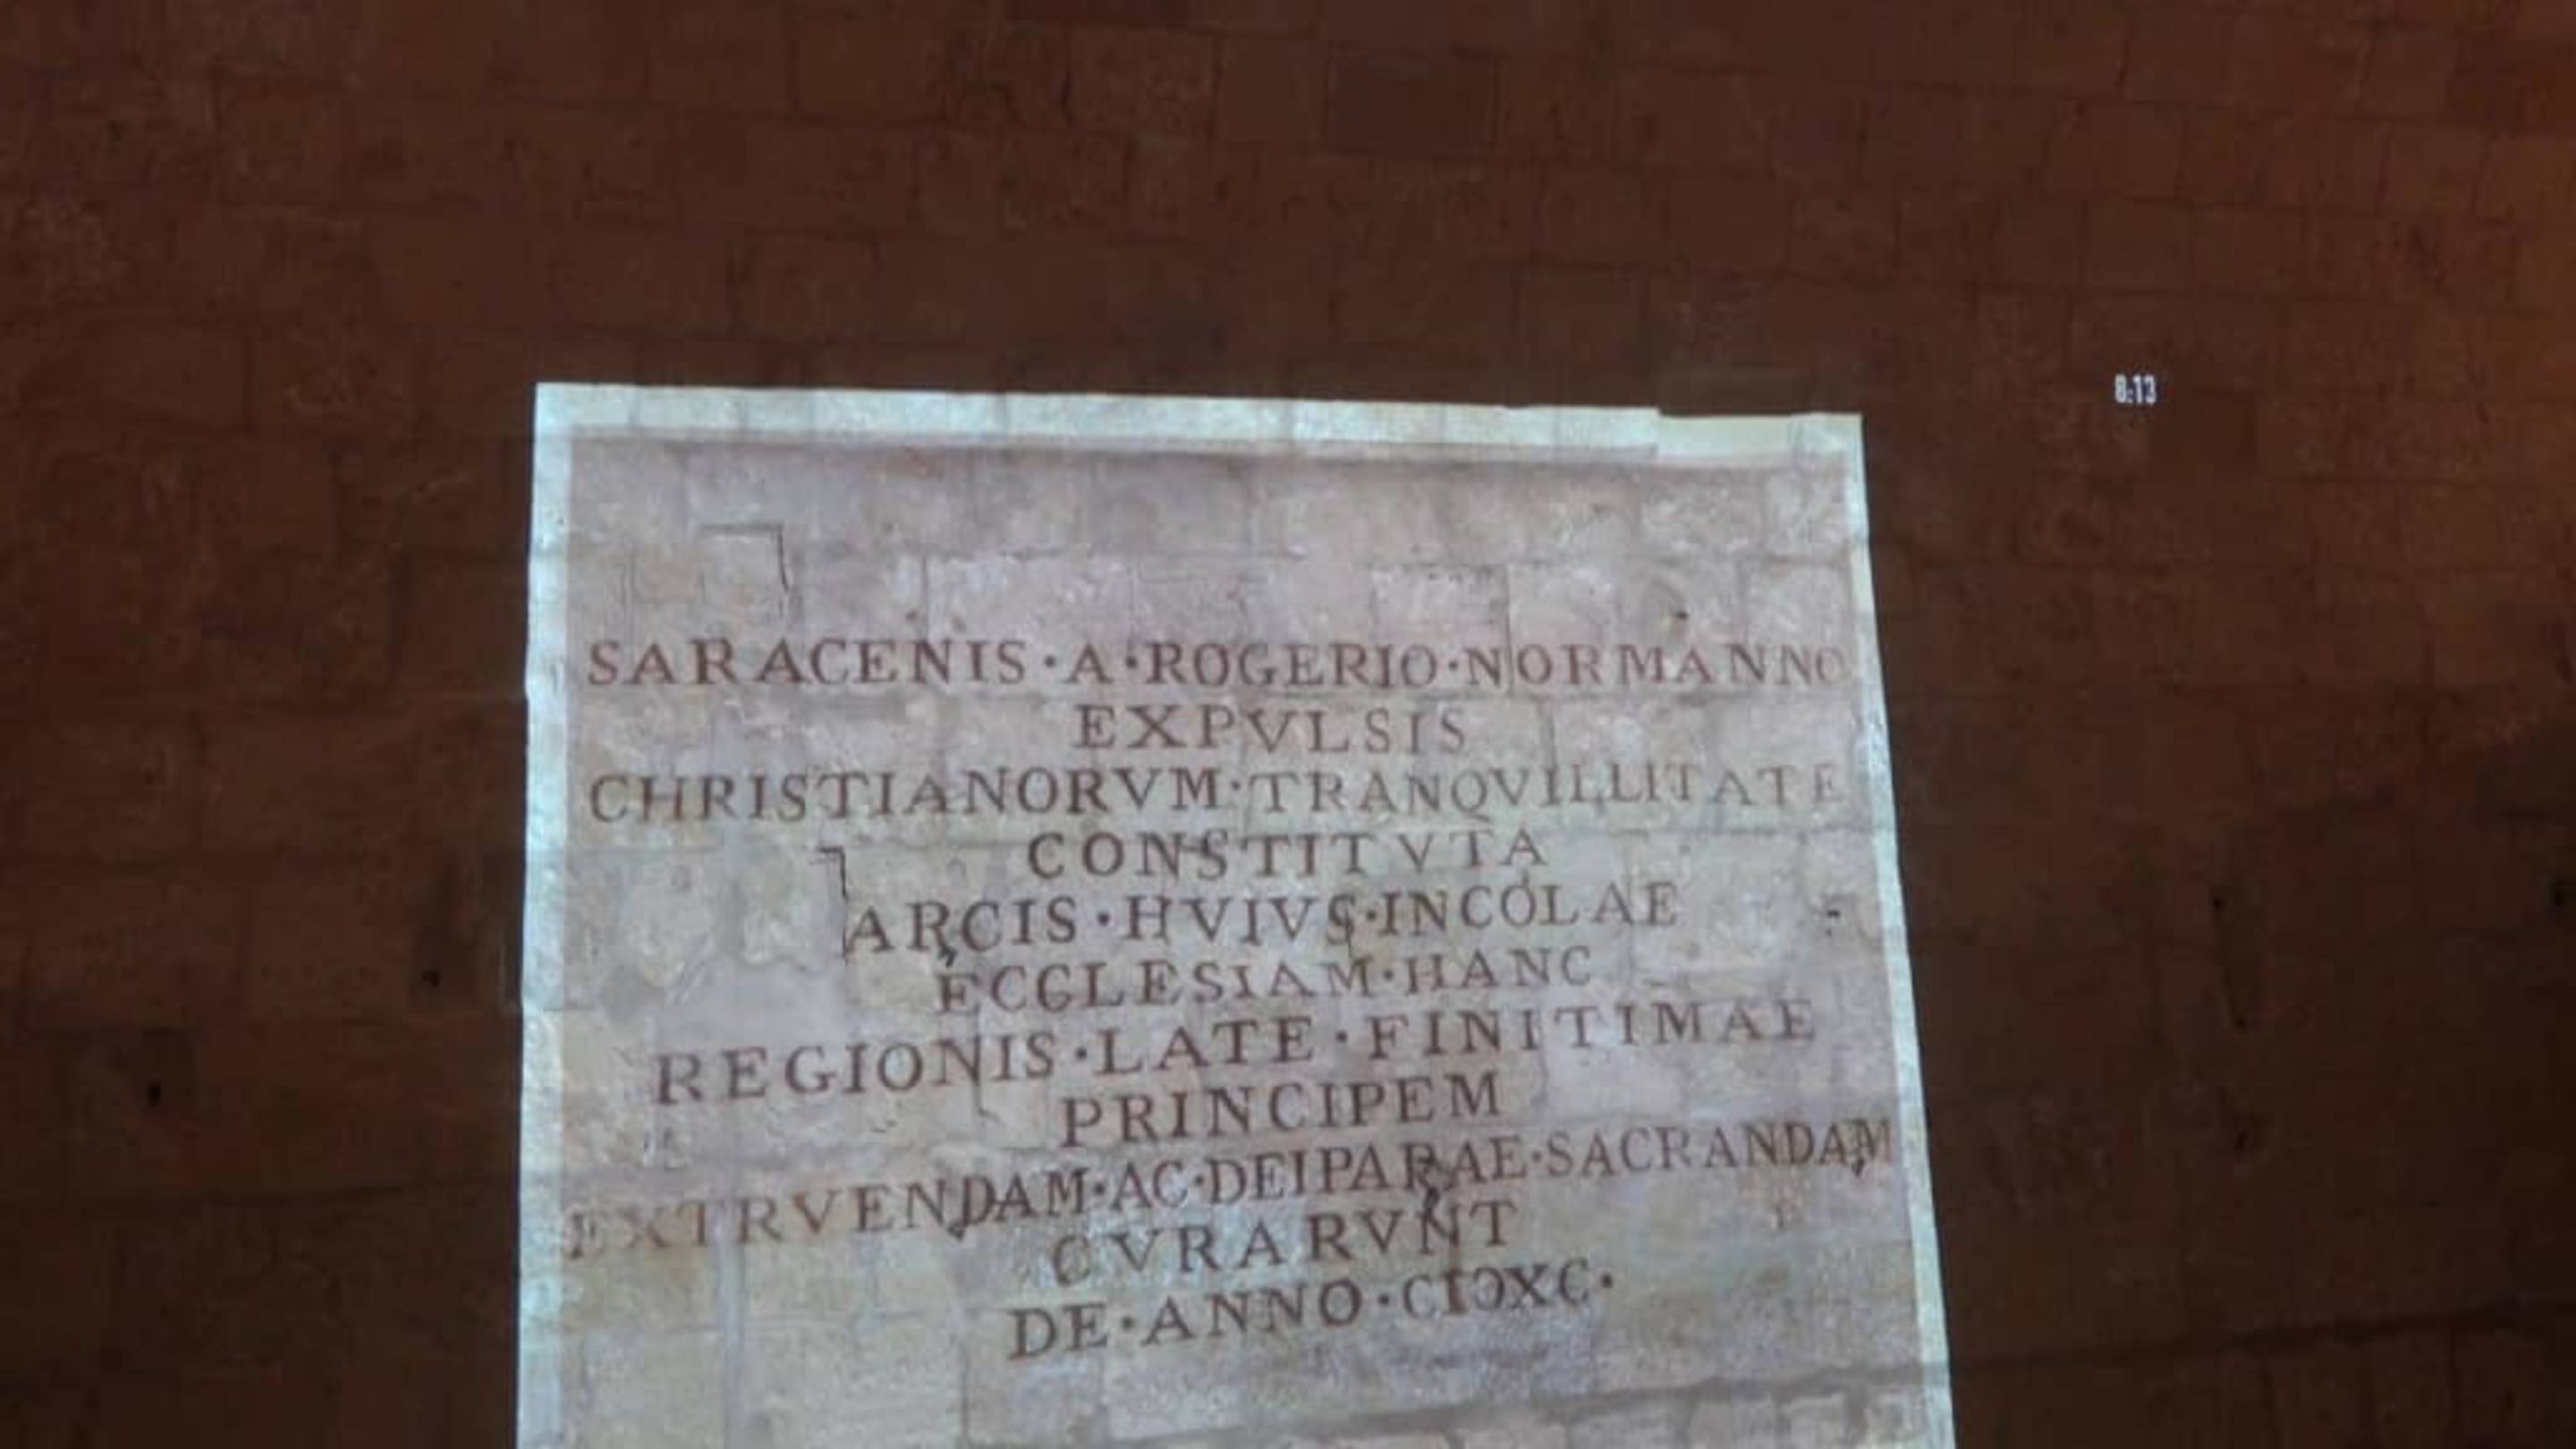 8:13
SARACENIS·A·ROGERIO·NORMANNO
EXPVLSIS
CHRISTIANORVM·TRANQVILLITATE
CONSTITVTA
ARCIS·HVIVS·INCOLAE
ECCLESIAM·HANC
REGIONIS·LATE·FINITIMAE
PRINCIPEM
EXTRVENDAM·AC·DEIPARAE·SACRANDAM
CVRARVNT
DE·ANNO·CIƆXC·